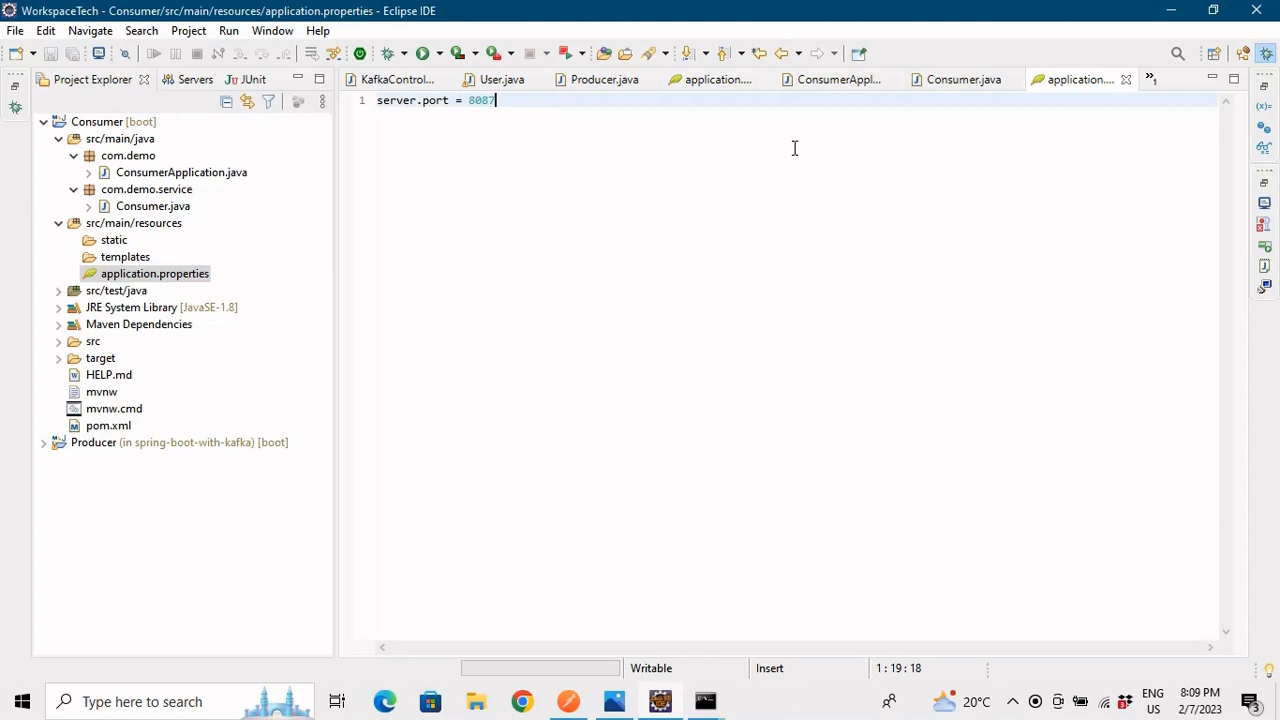 WorkspaceTech - Consumer/src/main/resources/application.properties - Eclipse IDE
File Edit Navigate Search Project Run Window Help
Project Explorer Servers JUnit
KafkaControl... User.java Producer.java application.... ConsumerAppl... Consumer.java application.... »1
1 server.port = 8087
Consumer [boot]
src/main/java
com.demo
ConsumerApplication.java
com.demo.service
Consumer.java
src/main/resources
static
templates
application.properties
src/test/java
JRE System Library [JavaSE-1.8]
Maven Dependencies
src
target
HELP.md
mvnw
mvnw.cmd
pom.xml
Producer (in spring-boot-with-kafka) [boot]
Writable Insert 1 : 19 : 18
Type here to search
20°C
ENG
US
8:09 PM
2/7/2023
3